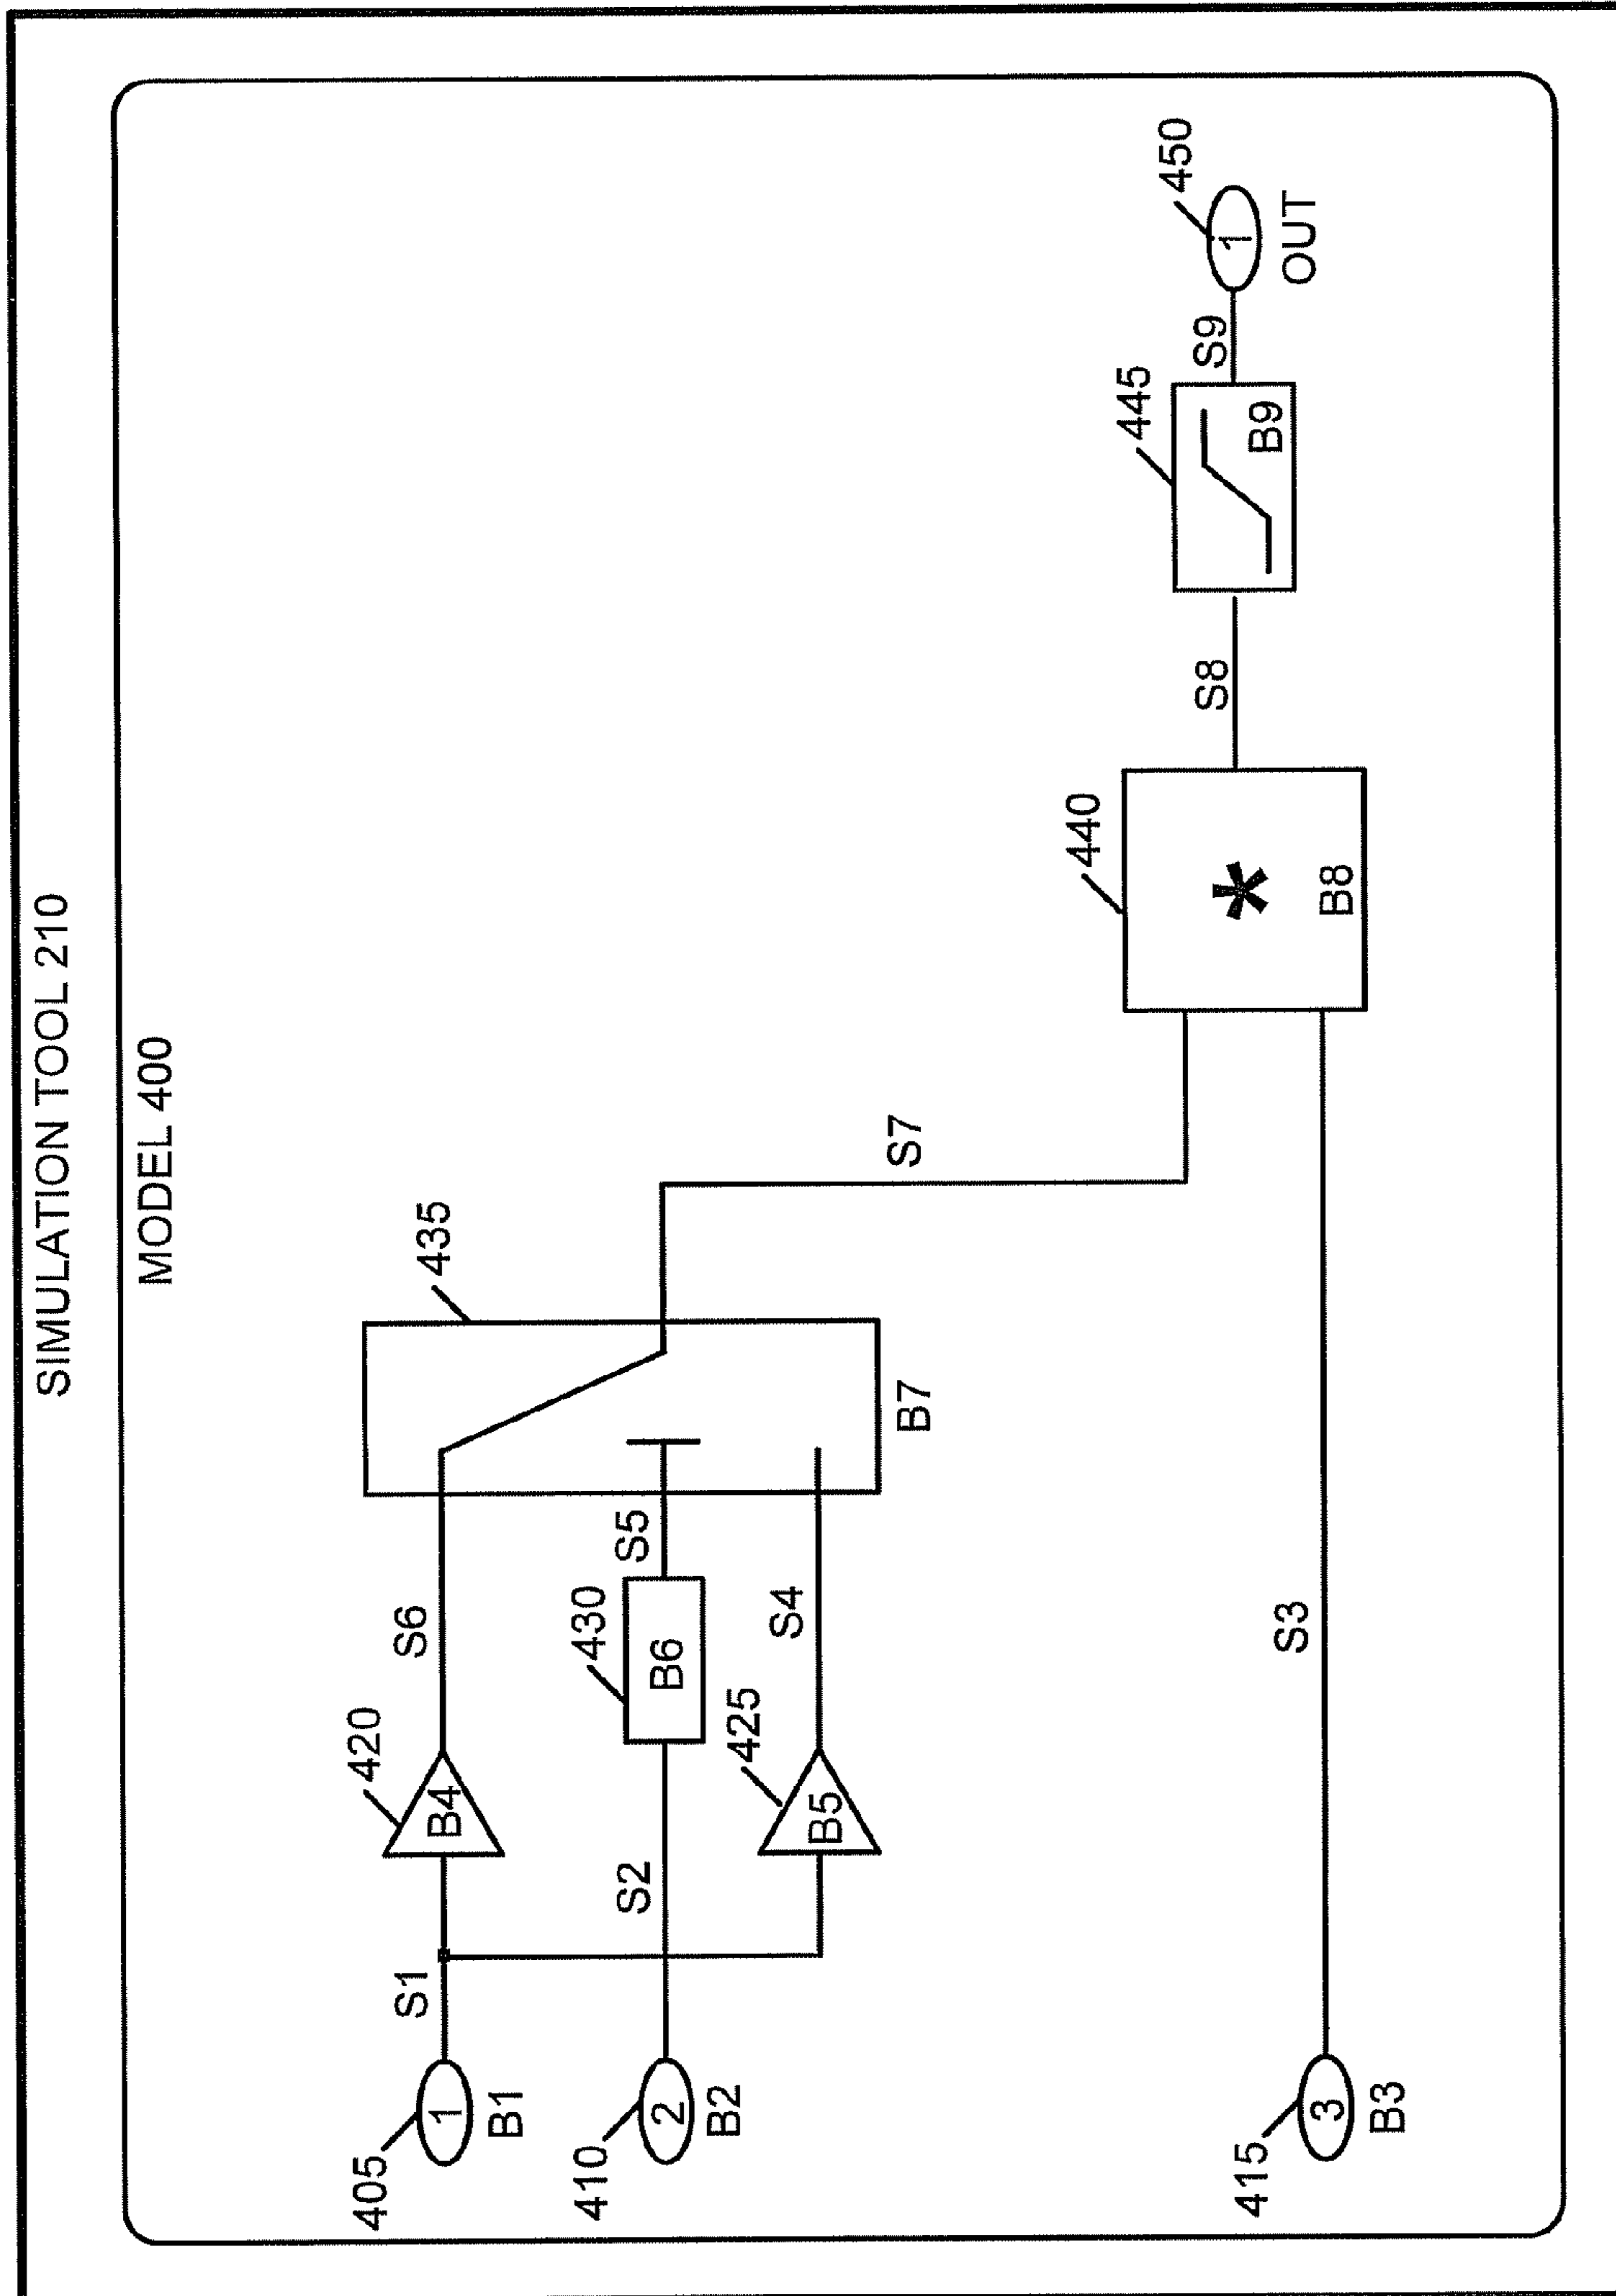 SIMULATION TOOL 210
MODEL 400
405
1
B1
S1
420
B4
S6
435
B7
410
2
B2
S2
430
B6
S5
425
B5
S4
S7
415
3
B3
S3
440
*
B8
S8
445
B9
S9
450
1
OUT